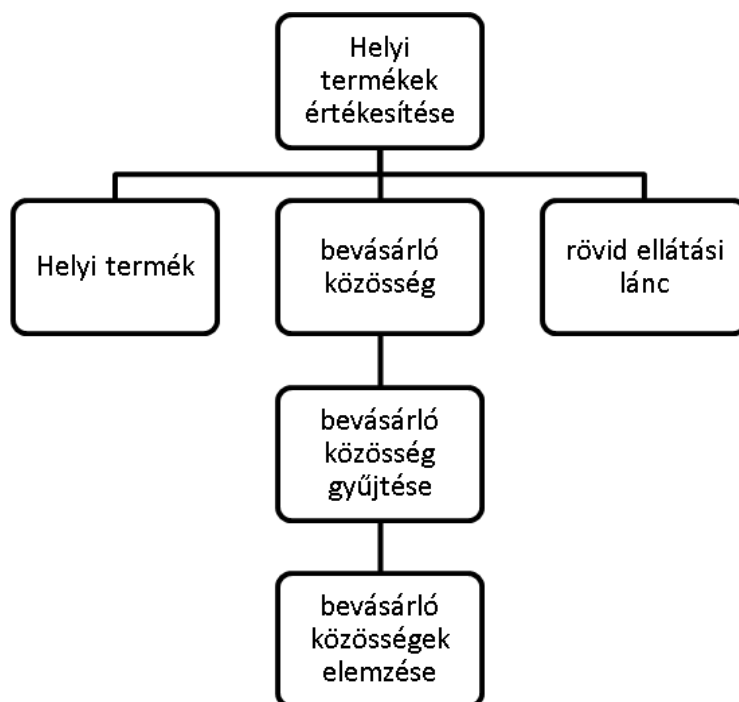 Helyi
termékek
értékesítése
Helyi termék
bevásárló
közösség
rövid ellátási
lánc
bevásárló
közösség
gyűjtése
bevásárló
közösségek
elemzése